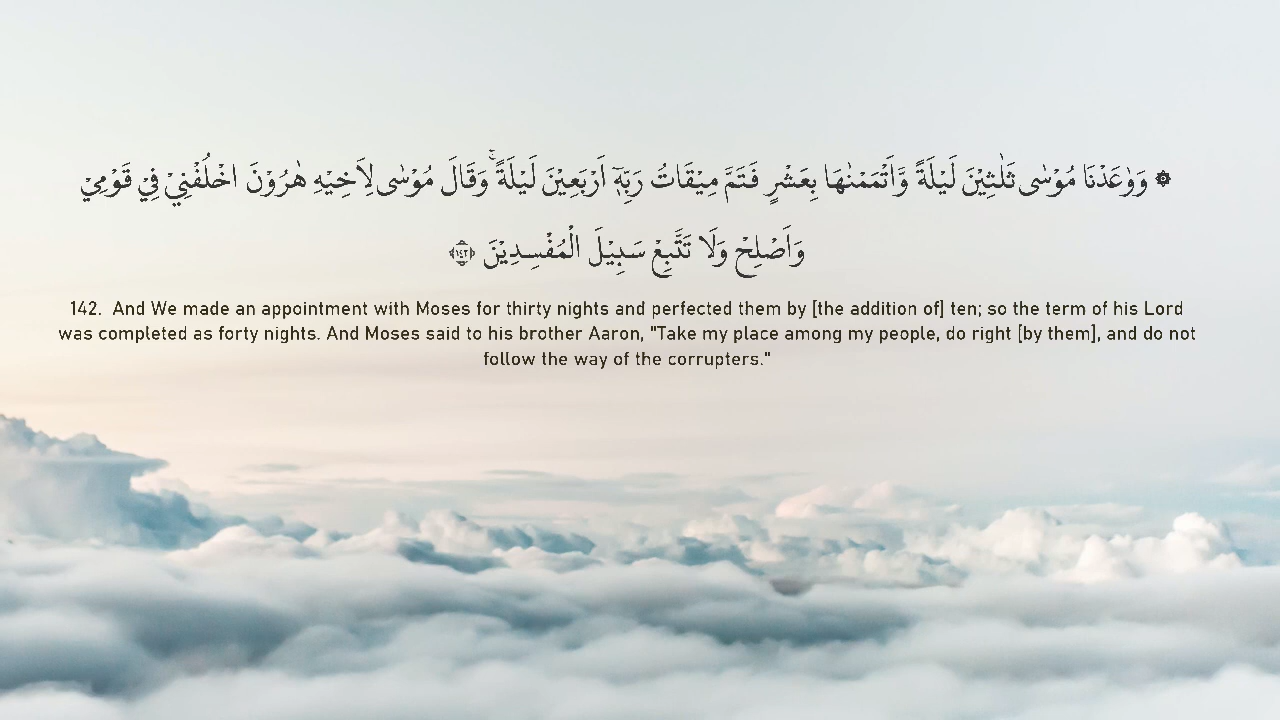 ۞ وَوٰعَدْنَا مُوْسٰى ثَلٰثِيْنَ لَيْلَةً وَّاَتْمَمْنٰهَا بِعَشْرٍ فَتَمَّ مِيْقَاتُ رَبِّهٖٓ اَرْبَعِيْنَ لَيْلَةً ۚ وَقَالَ مُوْسٰى لِاَخِيْهِ هٰرُوْنَ اخْلُفْنِيْ فِيْ قَوْمِيْ
وَاَصْلِحْ وَلَا تَتَّبِعْ سَبِيْلَ الْمُفْسِدِيْنَ ﴿١٤٢﴾
142. And We made an appointment with Moses for thirty nights and perfected them by [the addition of] ten; so the term of his Lord
was completed as forty nights. And Moses said to his brother Aaron, "Take my place among my people, do right [by them], and do not
follow the way of the corrupters."